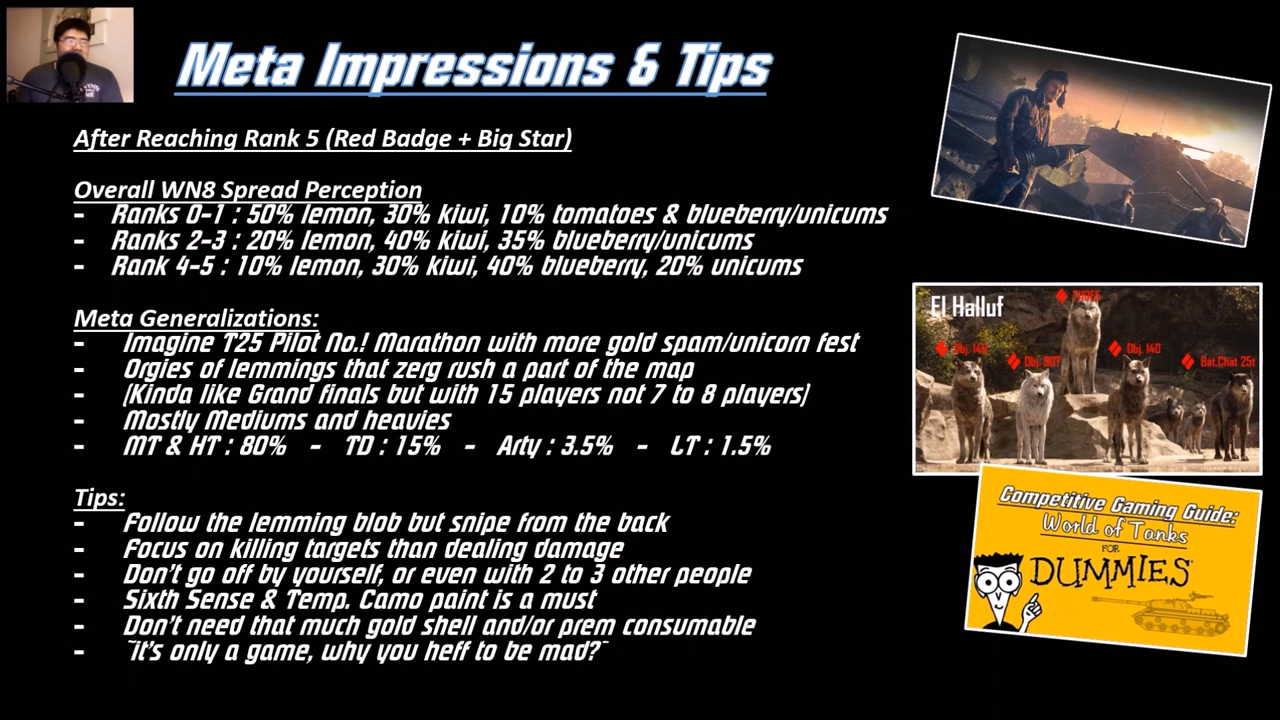 Meta Impressions & Tips
After Reaching Rank 5 (Red Badge + Big Star)
Overall WN8 Spread Perception
- Ranks 0-1 : 50% lemon, 30% kiwi, 10% tomatoes & blueberry/unicums
- Ranks 2-3 : 20% lemon, 40% kiwi, 35% blueberry/unicums
- Rank 4-5 : 10% lemon, 30% kiwi, 40% blueberry, 20% unicums
Meta Generalizations:
- Imagine T25 Pilot No.! Marathon with more gold spam/unicorn fest
- Orgies of lemmings that zerg rush a part of the map
- (Kinda like Grand finals but with 15 players not 7 to 8 players)
- Mostly Mediums and heavies
- MT & HT : 80% - TD : 15% - Arty : 3.5% - LT : 1.5%
Tips:
- Follow the lemming blob but snipe from the back
- Focus on killing targets than dealing damage
- Don't go off by yourself, or even with 2 to 3 other people
- Sixth Sense & Temp. Camo paint is a must
- Don't need that much gold shell and/or prem consumable
- ~it's only a game, why you heff to be mad?~
El Halluf
Obj. 140
Obj. 907
Obj. 140
Bat.Chat 25t
Competitive Gaming Guide:
World of Tanks
FOR
DUMMIES